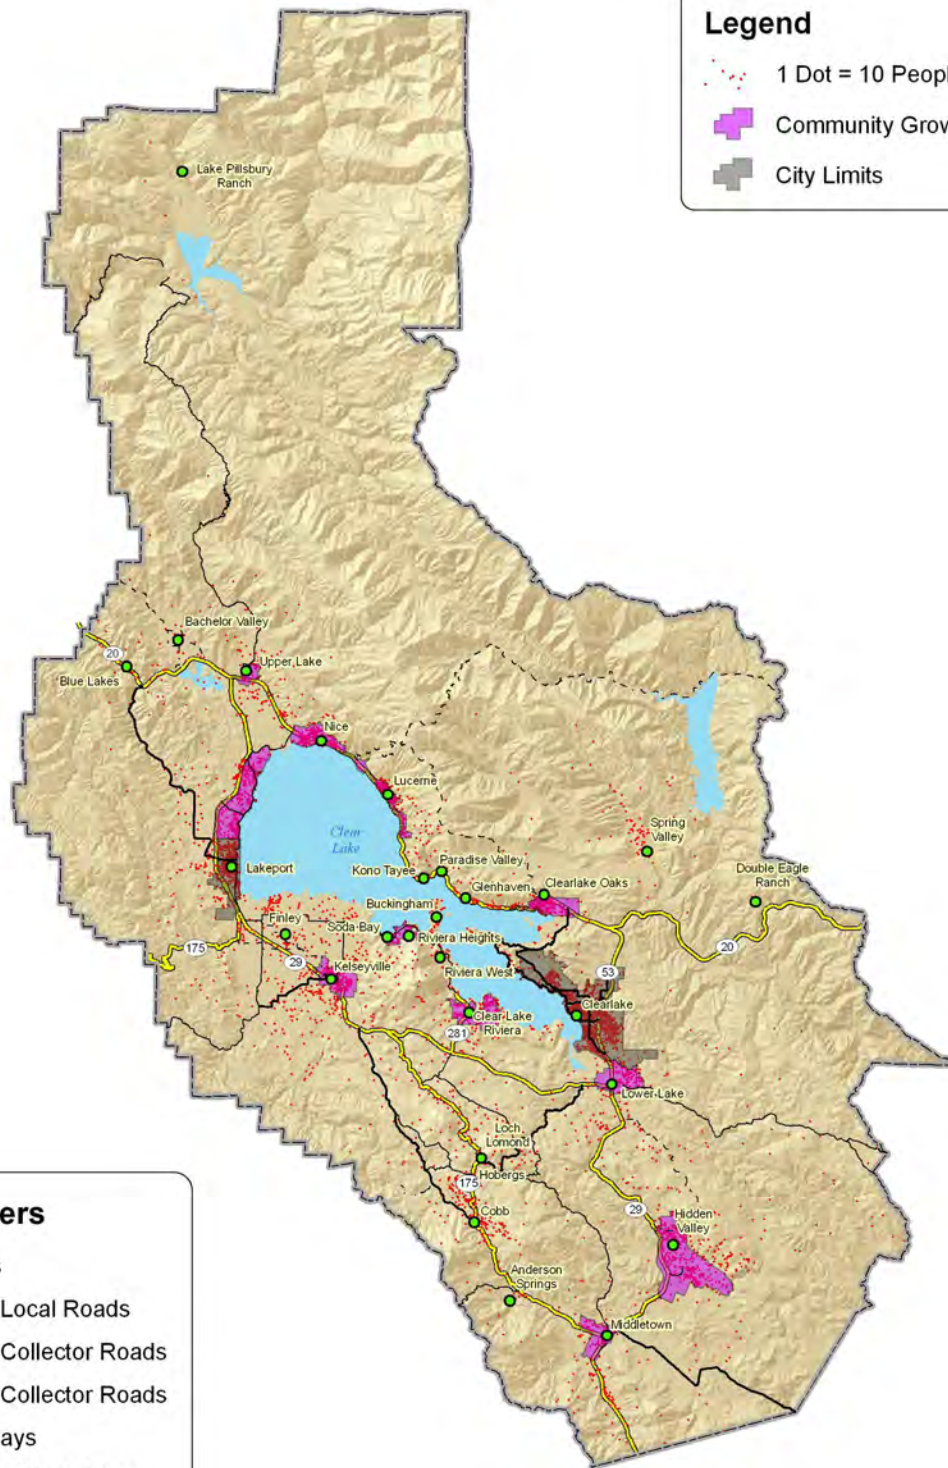 Legend
1 Dot = 10 Peopl
Community Grov
City Limits
Lake Pillsbury
Ranch
Bachelor Valley
20
Upper Lake
Blue Lakes
Nice
Lucerne
Clear
Lake
Spring
Valley
Lakeport
Kono Tayee
Paradise Valley
Glenhaven
Clearlake Oaks
Double Eagle
Ranch
Buckingham
Finley
Soda Bay
Riviera Heights
175
29
20
Kelseyville
Riviera West
53
Clearlake
Clear Lake
Riviera
281
Lower Lake
Loch
Lomond
Hobergs
175
Cobb
29
Hidden
Valley
Anderson
Springs
Middletown
ers
s
Local Roads
Collector Roads
Collector Roads
ays